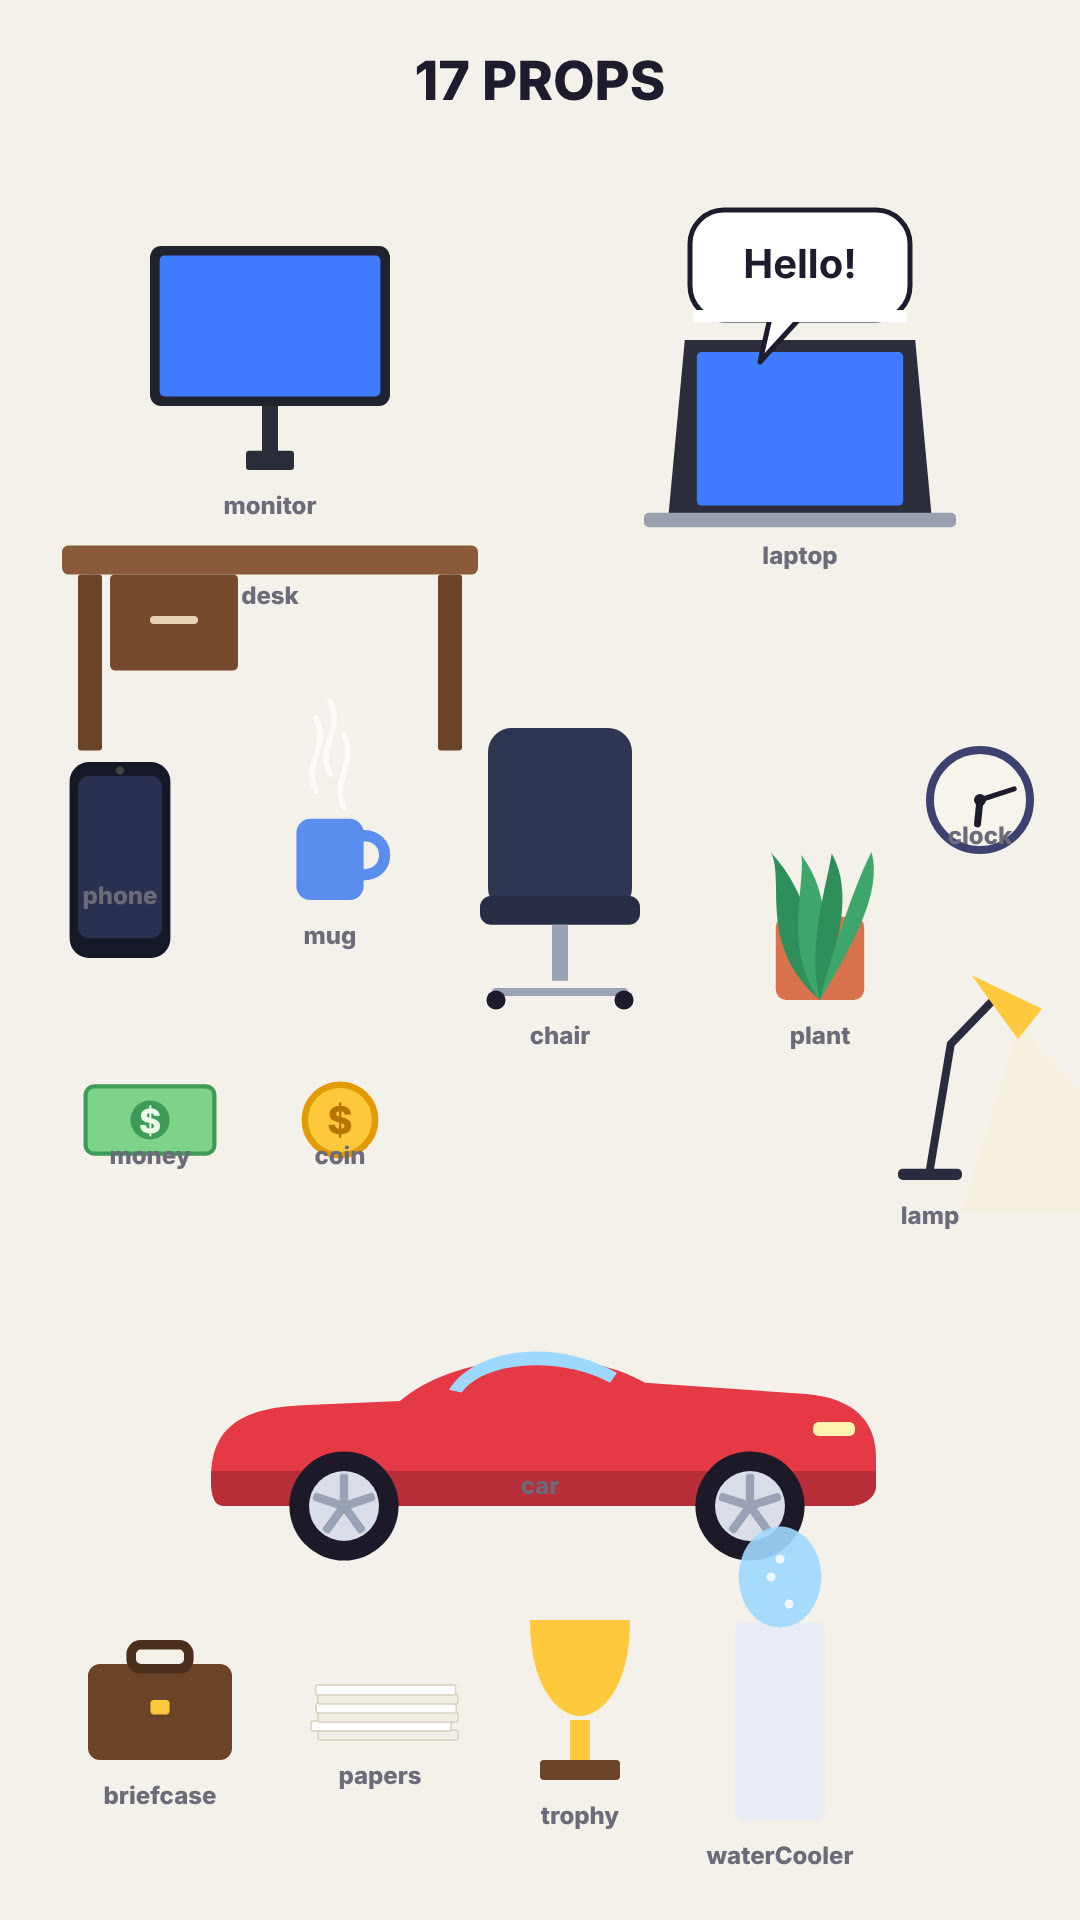 17 PROPS
Hello!
monitor
laptop
desk
phone
mug
chair
clock
plant
$
money
$
coin
lamp
car
briefcase
papers
trophy
waterCooler